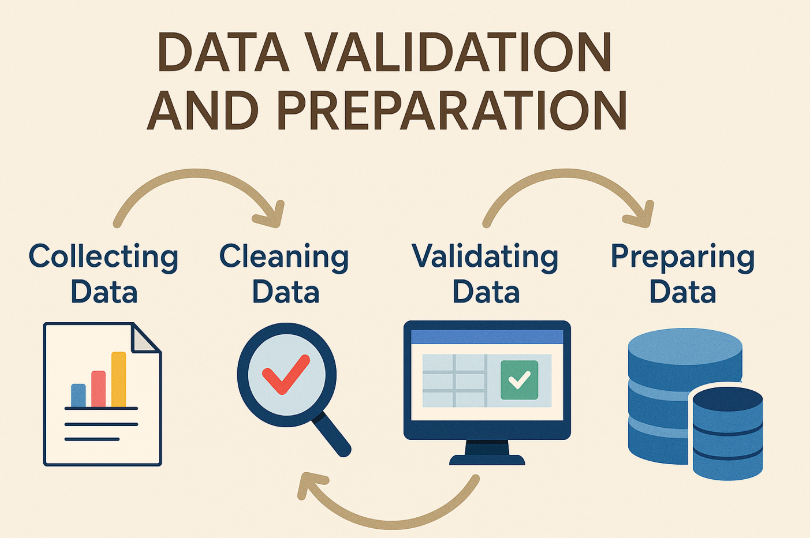 DATA VALIDATION
AND PREPARATION
Collecting
Data
Cleaning
Data
Validating
Data
Preparing
Data